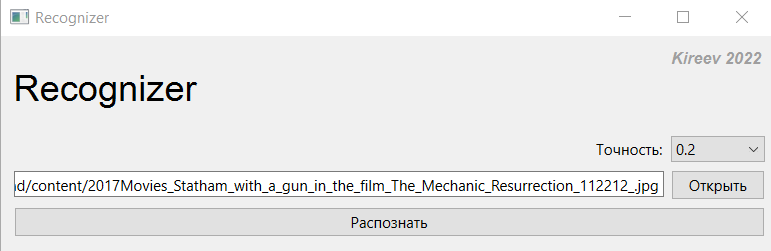 Recognizer
Kireev 2022
Recognizer
Точность: 0.2
d/content/2017Movies_Statham_with_a_gun_in_the_film_The_Mechanic_Resurrection_112212_.jpg Открыть
Распознать